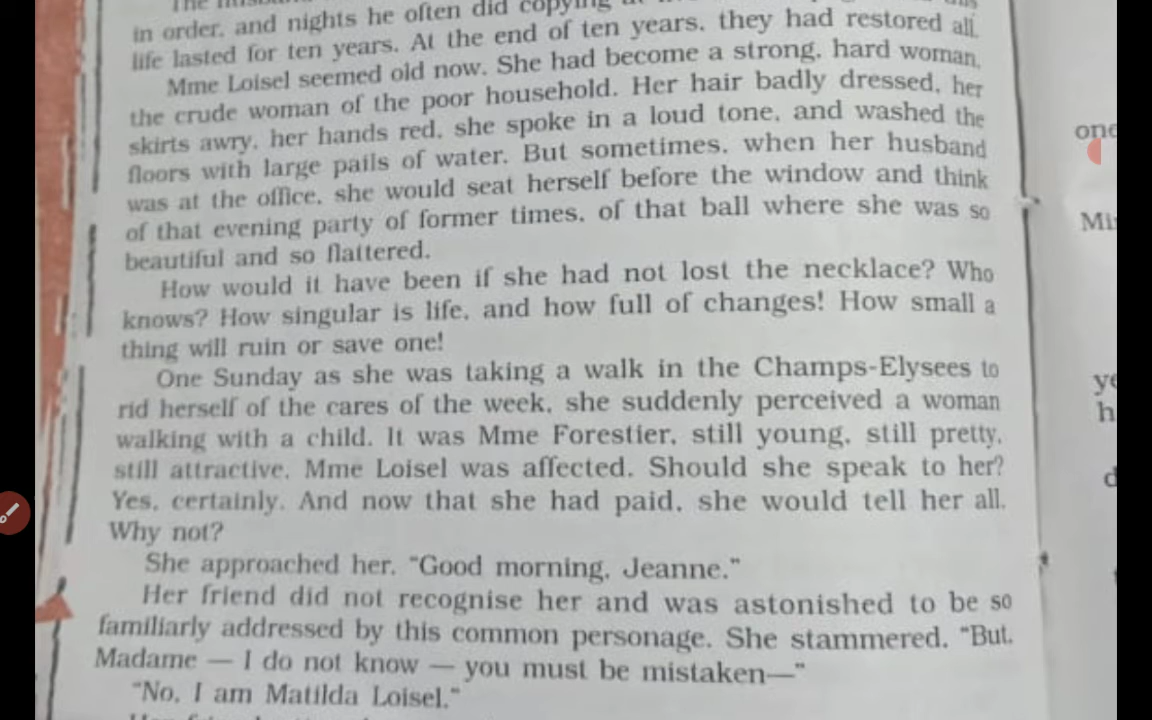 in order, and nights he often did copying
life lasted for ten years. At the end of ten years, they had restored all.
Mme Loisel seemed old now. She had become a strong, hard woman,
the crude woman of the poor household. Her hair badly dressed, her
skirts awry, her hands red, she spoke in a loud tone, and washed the
floors with large pails of water. But sometimes, when her husband
was at the office, she would seat herself before the window and think
of that evening party of former times, of that ball where she was so
beautiful and so flattered.
How would it have been if she had not lost the necklace? Who
knows? How singular is life, and how full of changes! How small a
thing will ruin or save one!
One Sunday as she was taking a walk in the Champs-Elysees to
rid herself of the cares of the week, she suddenly perceived a woman
walking with a child. It was Mme Forestier, still young, still pretty,
still attractive. Mme Loisel was affected. Should she speak to her?
Yes, certainly. And now that she had paid, she would tell her all.
Why not?
She approached her. “Good morning, Jeanne.”
Her friend did not recognise her and was astonished to be so
familiarly addressed by this common personage. She stammered. “But,
Madame — I do not know — you must be mistaken—”
“No, I am Matilda Loisel.”